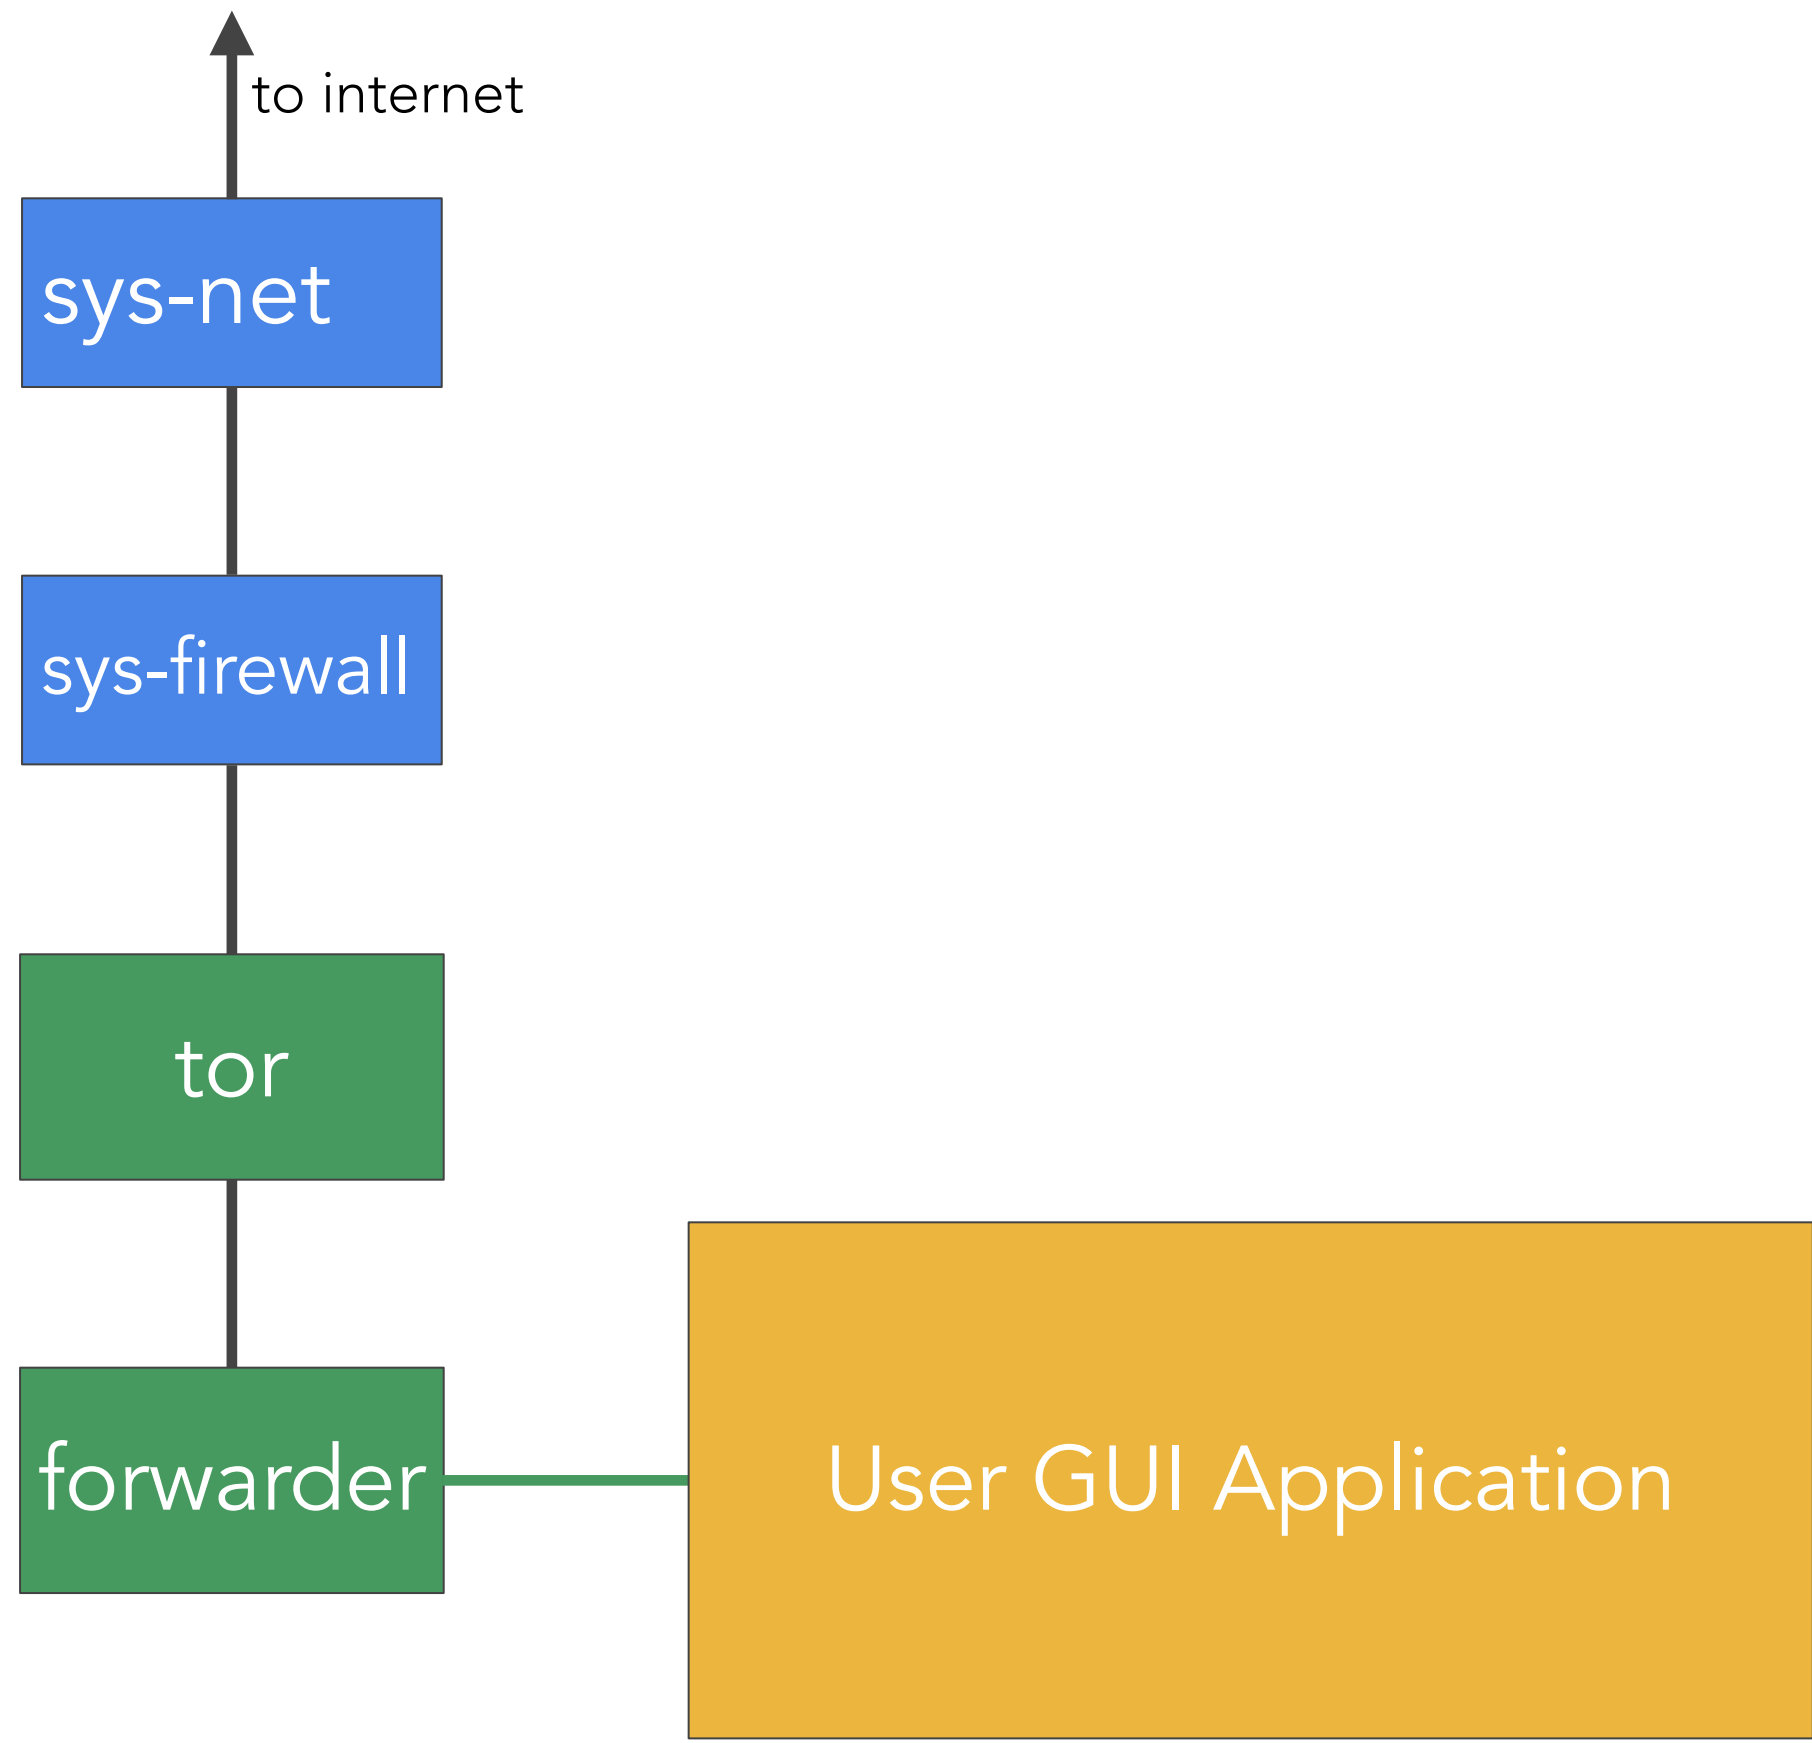 to internet
sys-net
sys-firewall
tor
forwarder
User GUI Application